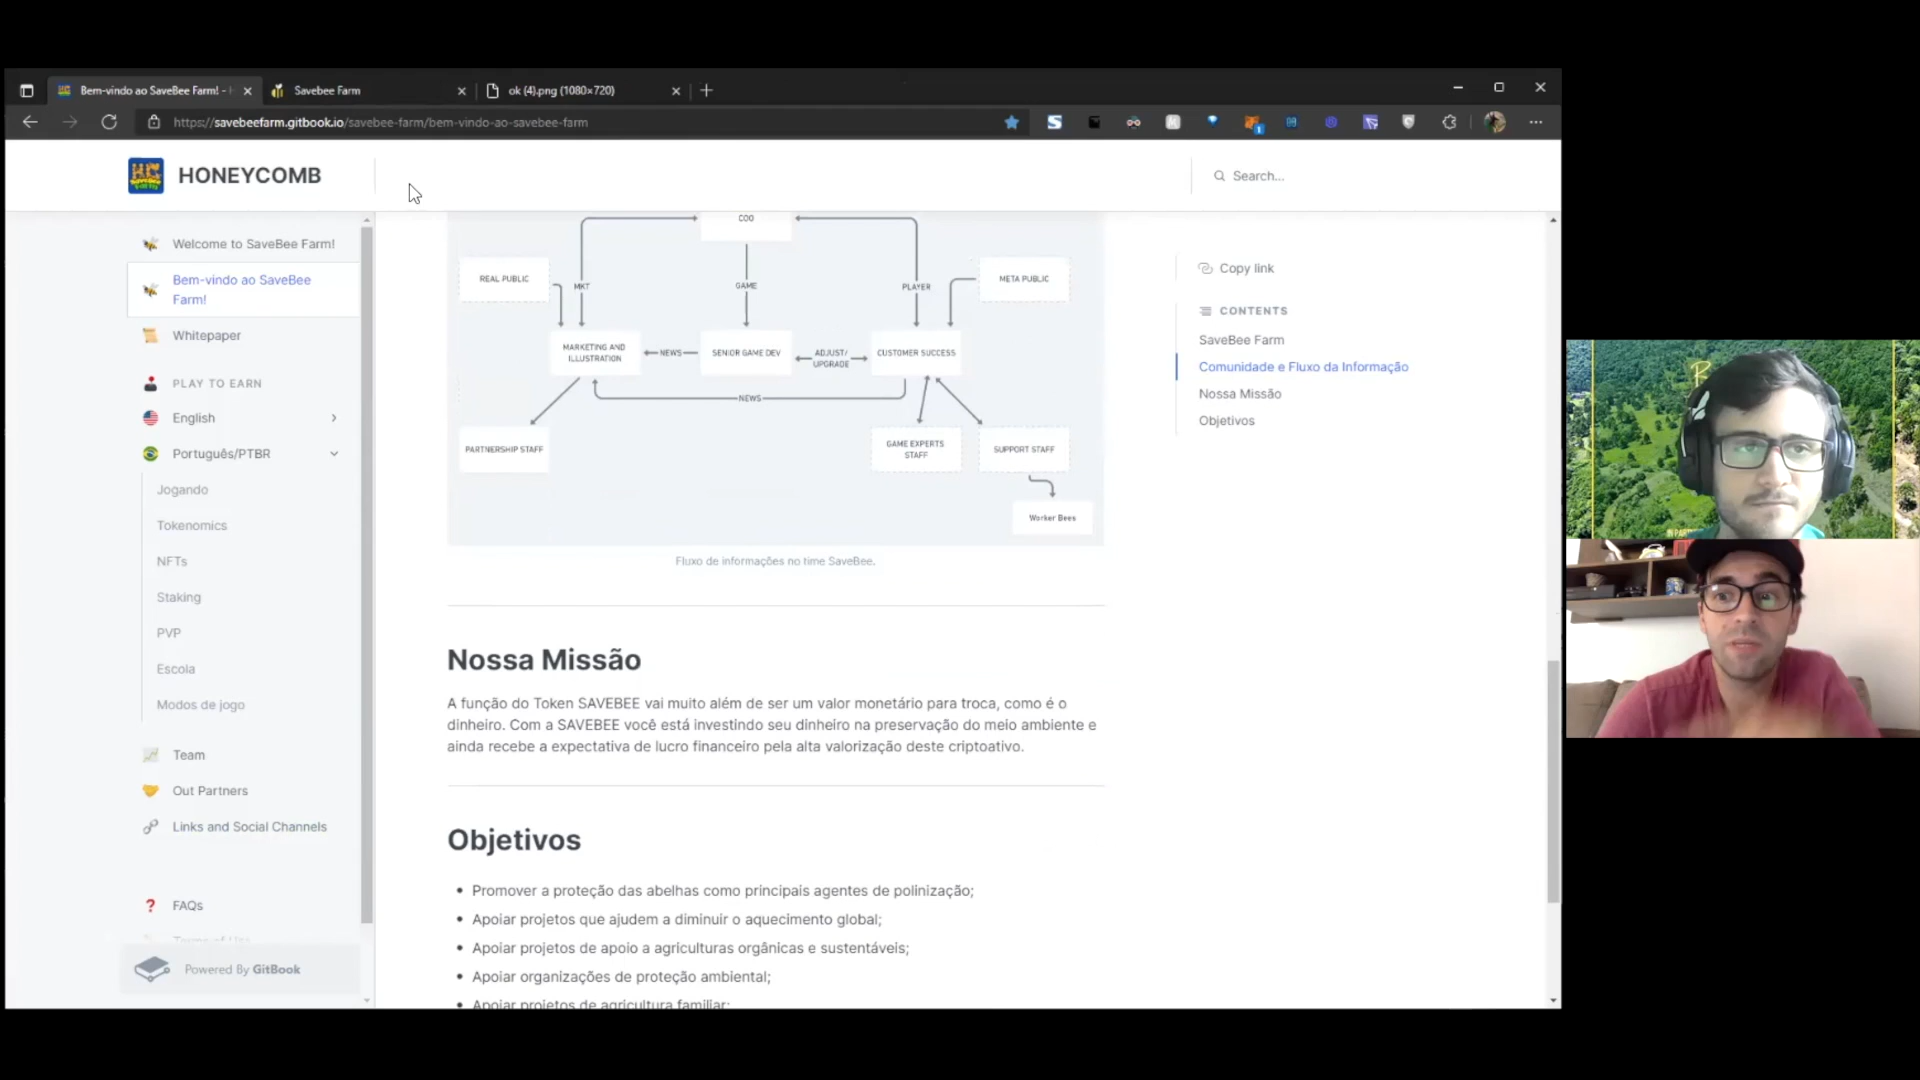 Bem-vindo ao SaveBee Farm! -
Savebee Farm
ok (4).png (1080×720)
https://savebeefarm.gitbook.io/savebee-farm/bem-vindo-ao-savebee-farm
HONEYCOMB
Search...
Welcome to SaveBee Farm!
Bem-vindo ao SaveBee
Farm!
Whitepaper
PLAY TO EARN
English
Português/PTBR
Jogando
Tokenomics
NFTs
Staking
PVP
Escola
Modos de jogo
Team
Out Partners
Links and Social Channels
FAQs
Powered By GitBook
COO
REAL PUBLIC
META PUBLIC
MKT
GAME
PLAYER
MARKETING AND
ILLUSTRATION
NEWS
SENIOR GAME DEV
ADJUST/
UPGRADE
CUSTOMER SUCCESS
NEWS
PARTNERSHIP STAFF
GAME EXPERTS
STAFF
SUPPORT STAFF
Worker Bees
Fluxo de informações no time SaveBee.
Nossa Missão
A função do Token SAVEBEE vai muito além de ser um valor monetário para troca, como é o
dinheiro. Com a SAVEBEE você está investindo seu dinheiro na preservação do meio ambiente e
ainda recebe a expectativa de lucro financeiro pela alta valorização deste criptoativo.
Objetivos
• Promover a proteção das abelhas como principais agentes de polinização;
• Apoiar projetos que ajudem a diminuir o aquecimento global;
• Apoiar projetos de apoio a agriculturas orgânicas e sustentáveis;
• Apoiar organizações de proteção ambiental;
• Apoiar projetos de agricultura familiar;
Copy link
CONTENTS
SaveBee Farm
Comunidade e Fluxo da Informação
Nossa Missão
Objetivos